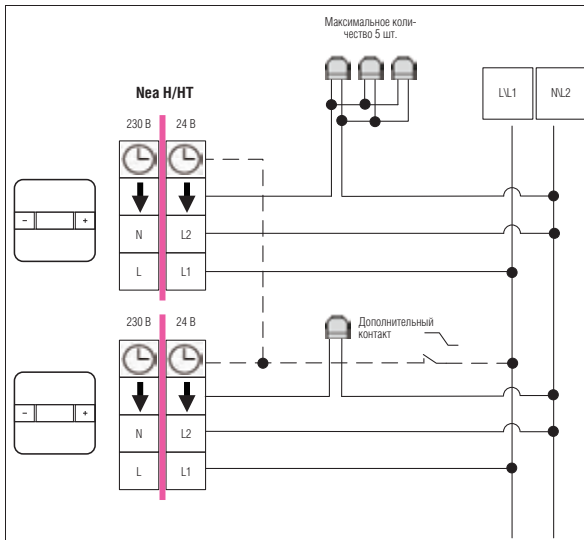 Максимальное коли-
чество 5 шт.
Nea H/HT
L\L1
N\L2
230 В
24 В
N
L2
L
L1
230 В
24 В
Дополнительный
контакт
N
L2
L
L1